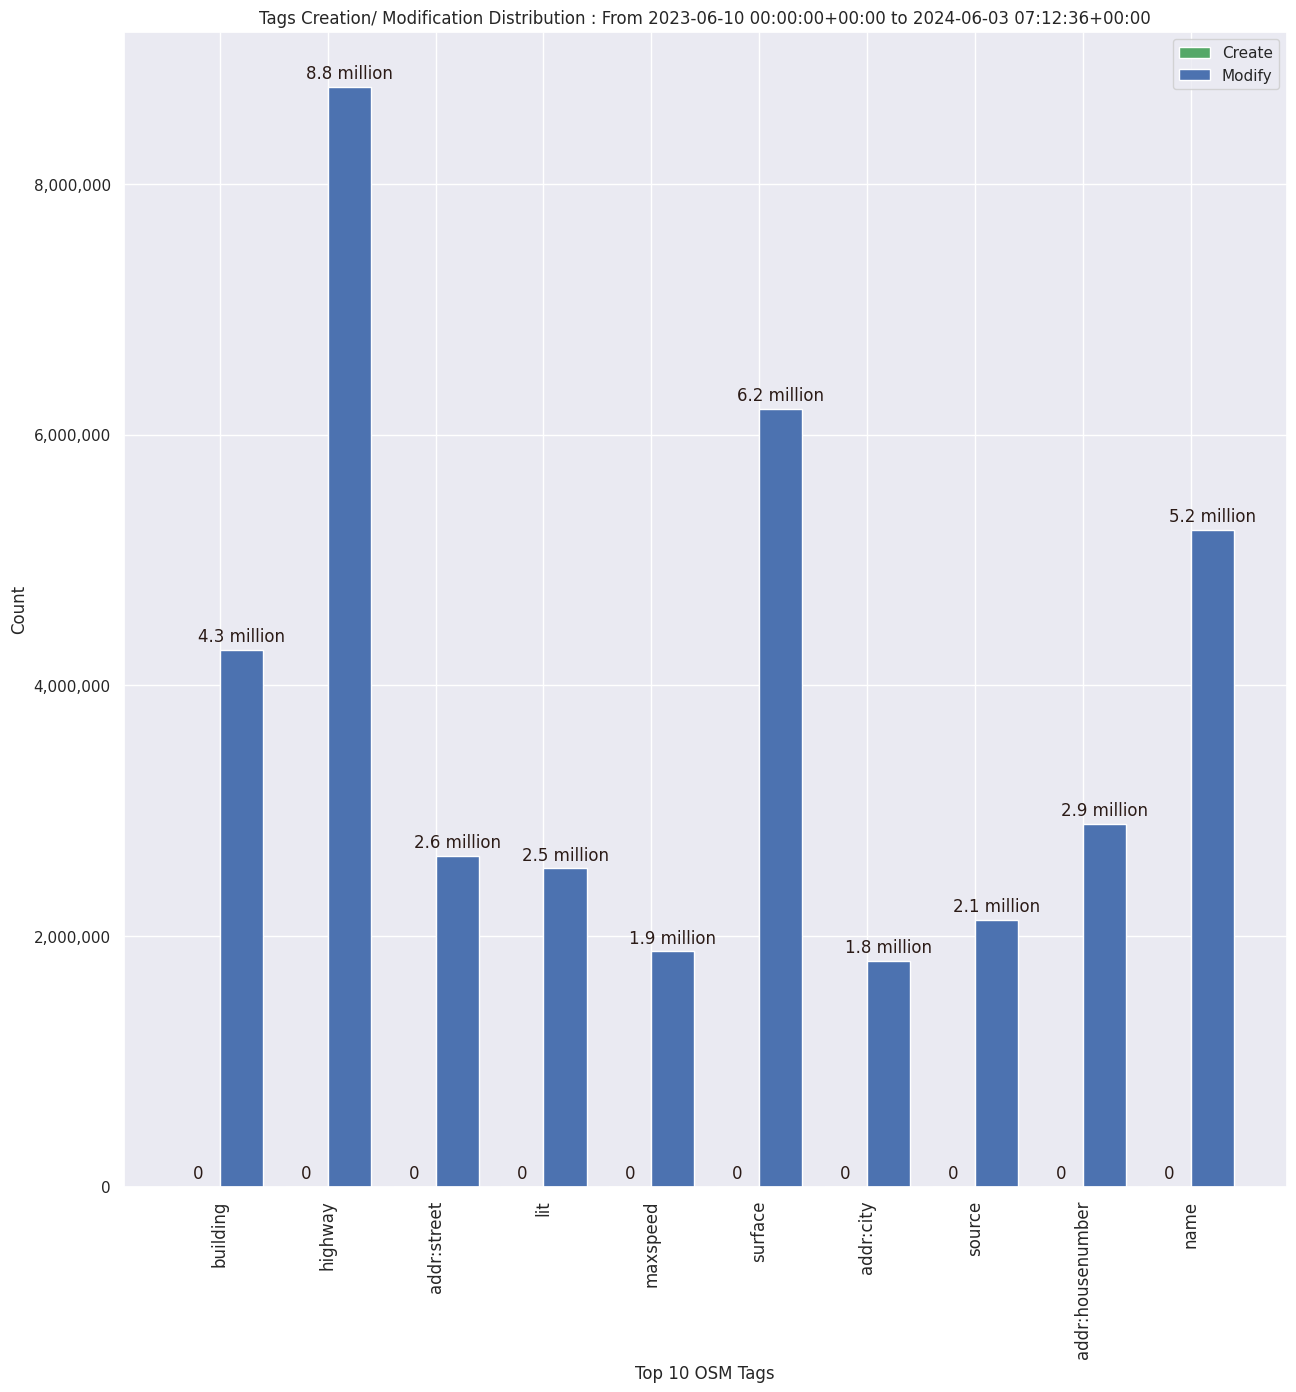 Tags Creation/ Modification Distribution : From 2023-06-10 00:00:00+00:00 to 2024-06-03 07:12:36+00:00
Create
Modify
8.8 million
8,000,000
6.2 million
6,000,000
5.2 million
Count
4.3 million
4,000,000
2.9 million
2.6 million
2.5 million
2.1 million
2,000,000
1.9 million
1.8 million
0 0 0 0 0 0 0 0 0 0
0
building
highway
addr:street
lit
maxspeed
surface
addr:city
source
addr:housenumber
name
Top 10 OSM Tags